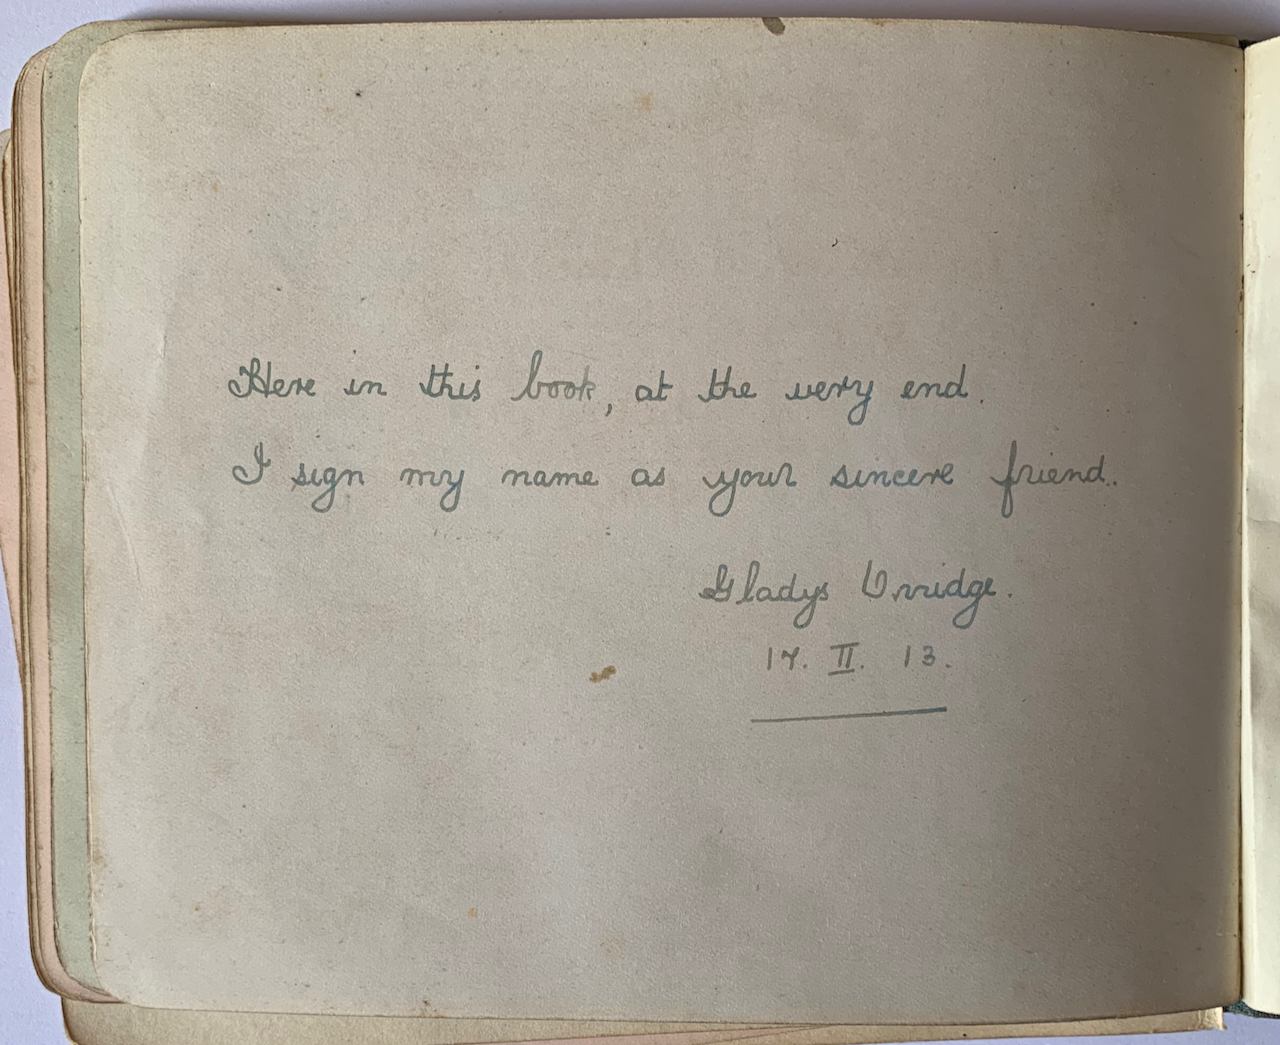 Here in this book, at the very end.
I sign my name as your sincere friend.
Gladys Urridge.
17. II. 13.